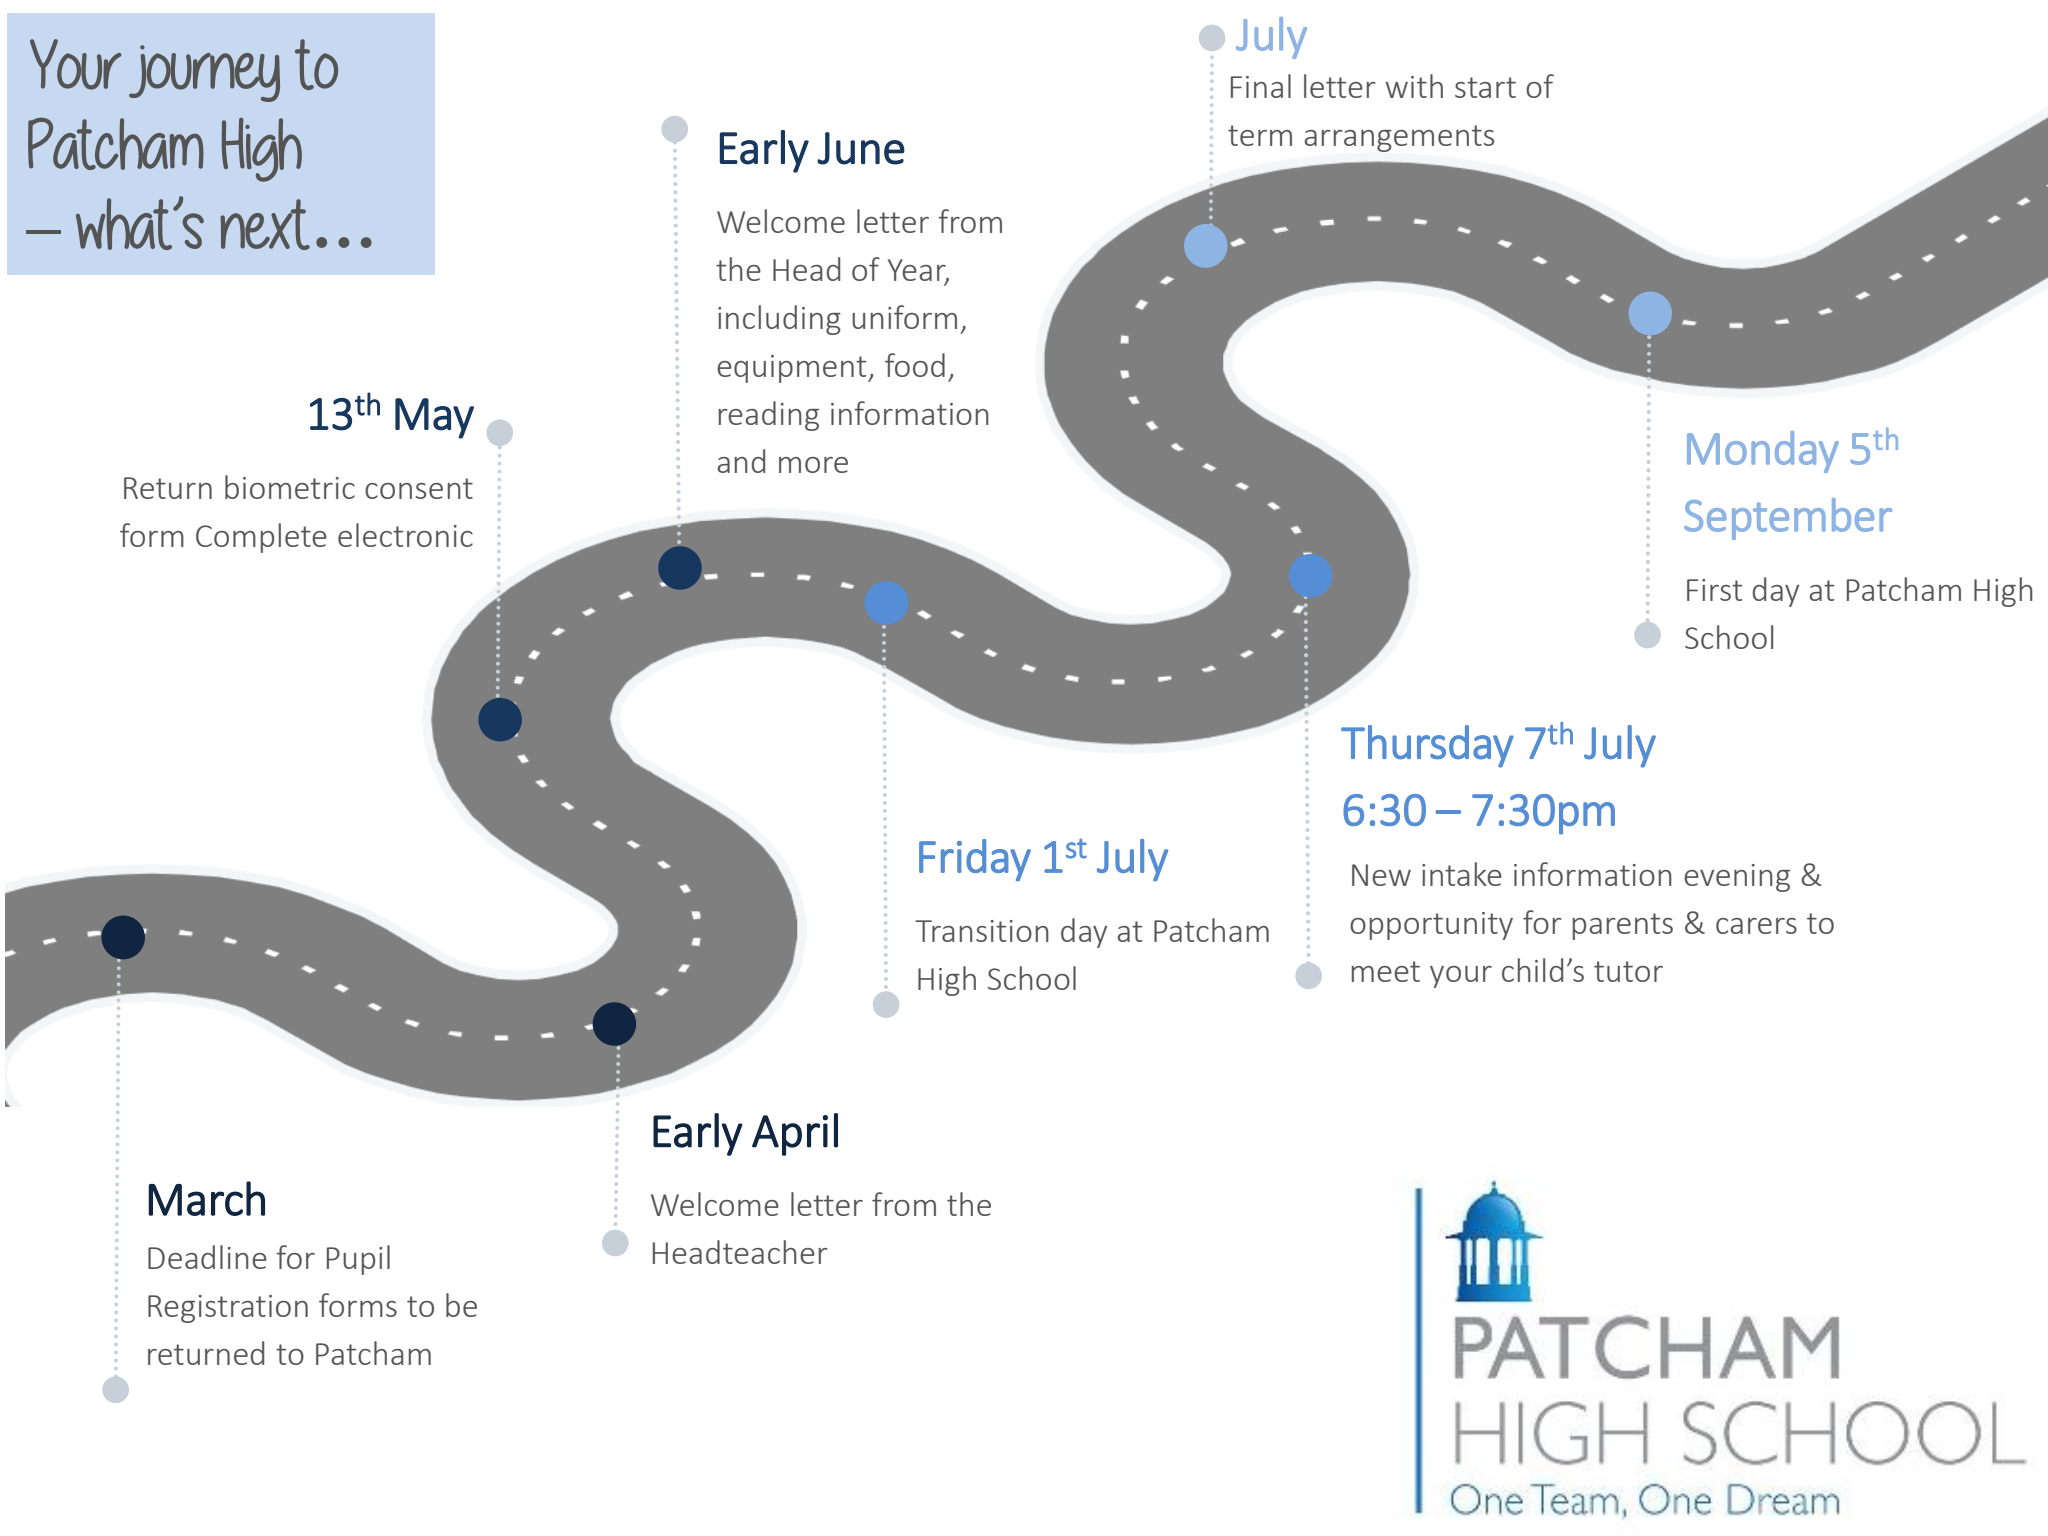 Your journey to
Patcham High
– what's next...
July
Final letter with start of
term arrangements
Early June
Welcome letter from
the Head of Year,
including uniform,
equipment, food,
reading information
and more
13th May
Return biometric consent
form Complete electronic
Monday 5th
September
First day at Patcham High
School
Thursday 7th July
6:30 – 7:30pm
New intake information evening &
opportunity for parents & carers to
meet your child’s tutor
Friday 1st July
Transition day at Patcham
High School
Early April
Welcome letter from the
Headteacher
March
Deadline for Pupil
Registration forms to be
returned to Patcham
PATCHAM
HIGH SCHOOL
One Team, One Dream